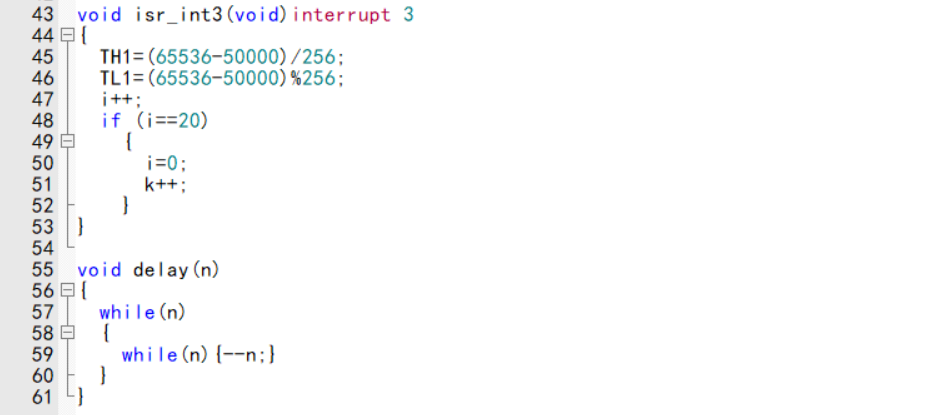 43 void isr_int3(void)interrupt 3
44 {
45 TH1=(65536-50000)/256;
46 TL1=(65536-50000)%256;
47 i++;
48 if (i==20)
49 {
50 i=0;
51 k++;
52 }
53 }
54
55 void delay(n)
56 {
57 while(n)
58 {
59 while(n){--n;}
60 }
61 }